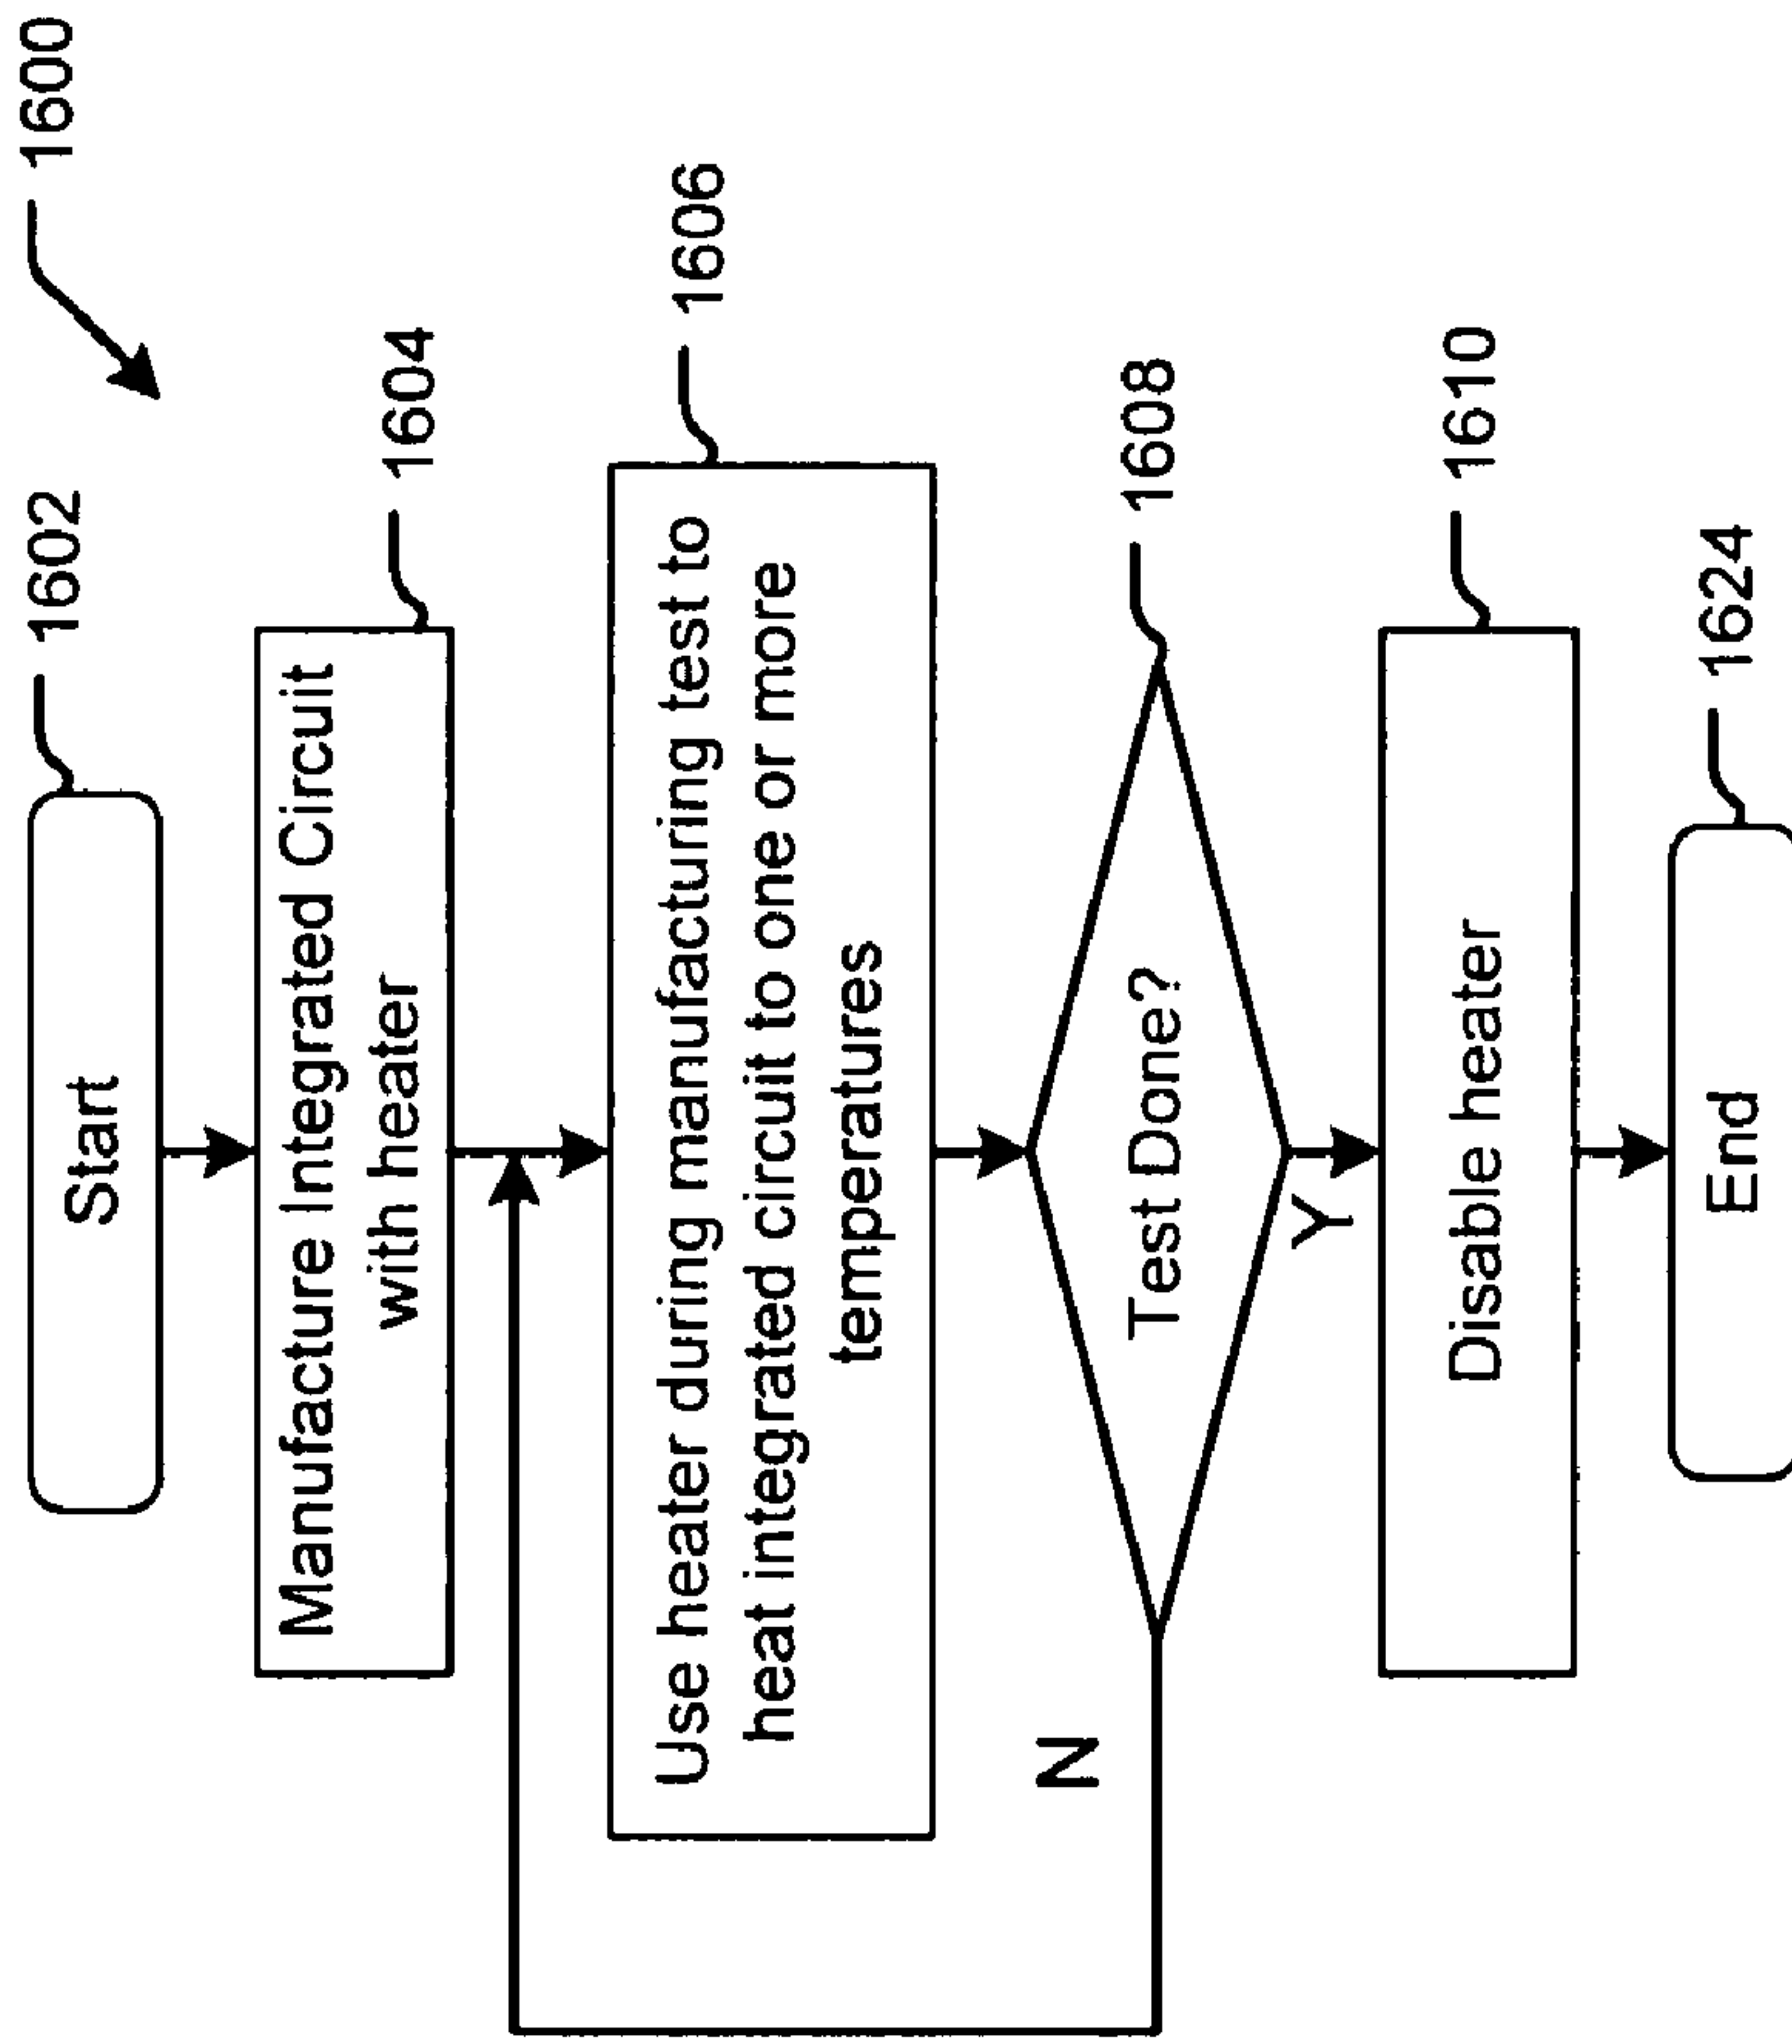 1600
Start
1602
Manufacture Integrated Circuit
with heater
1604
Use heater during manufacturing test to
heat integrated circuit to one or more
temperatures
1606
Test Done?
1608
N
Y
Disable heater
1610
End
1624